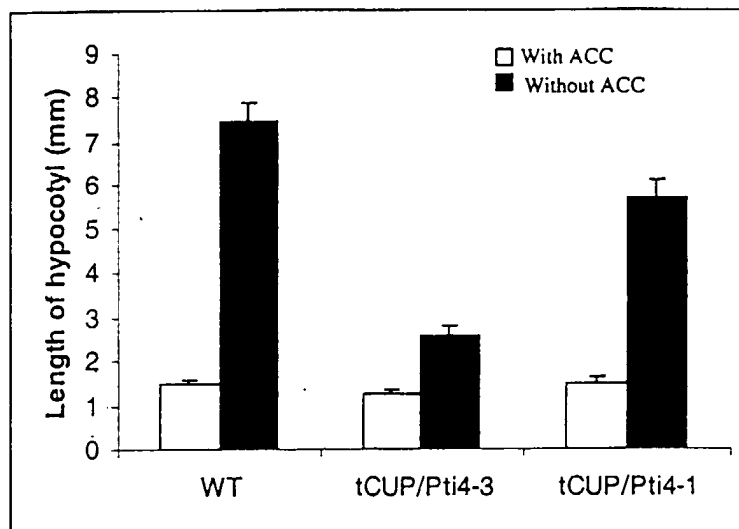 With ACC
Without ACC
Length of hypocotyl (mm)
9
8
7
6
5
4
3
2
1
0
WT
tCUP/Pti4-3
tCUP/Pti4-1